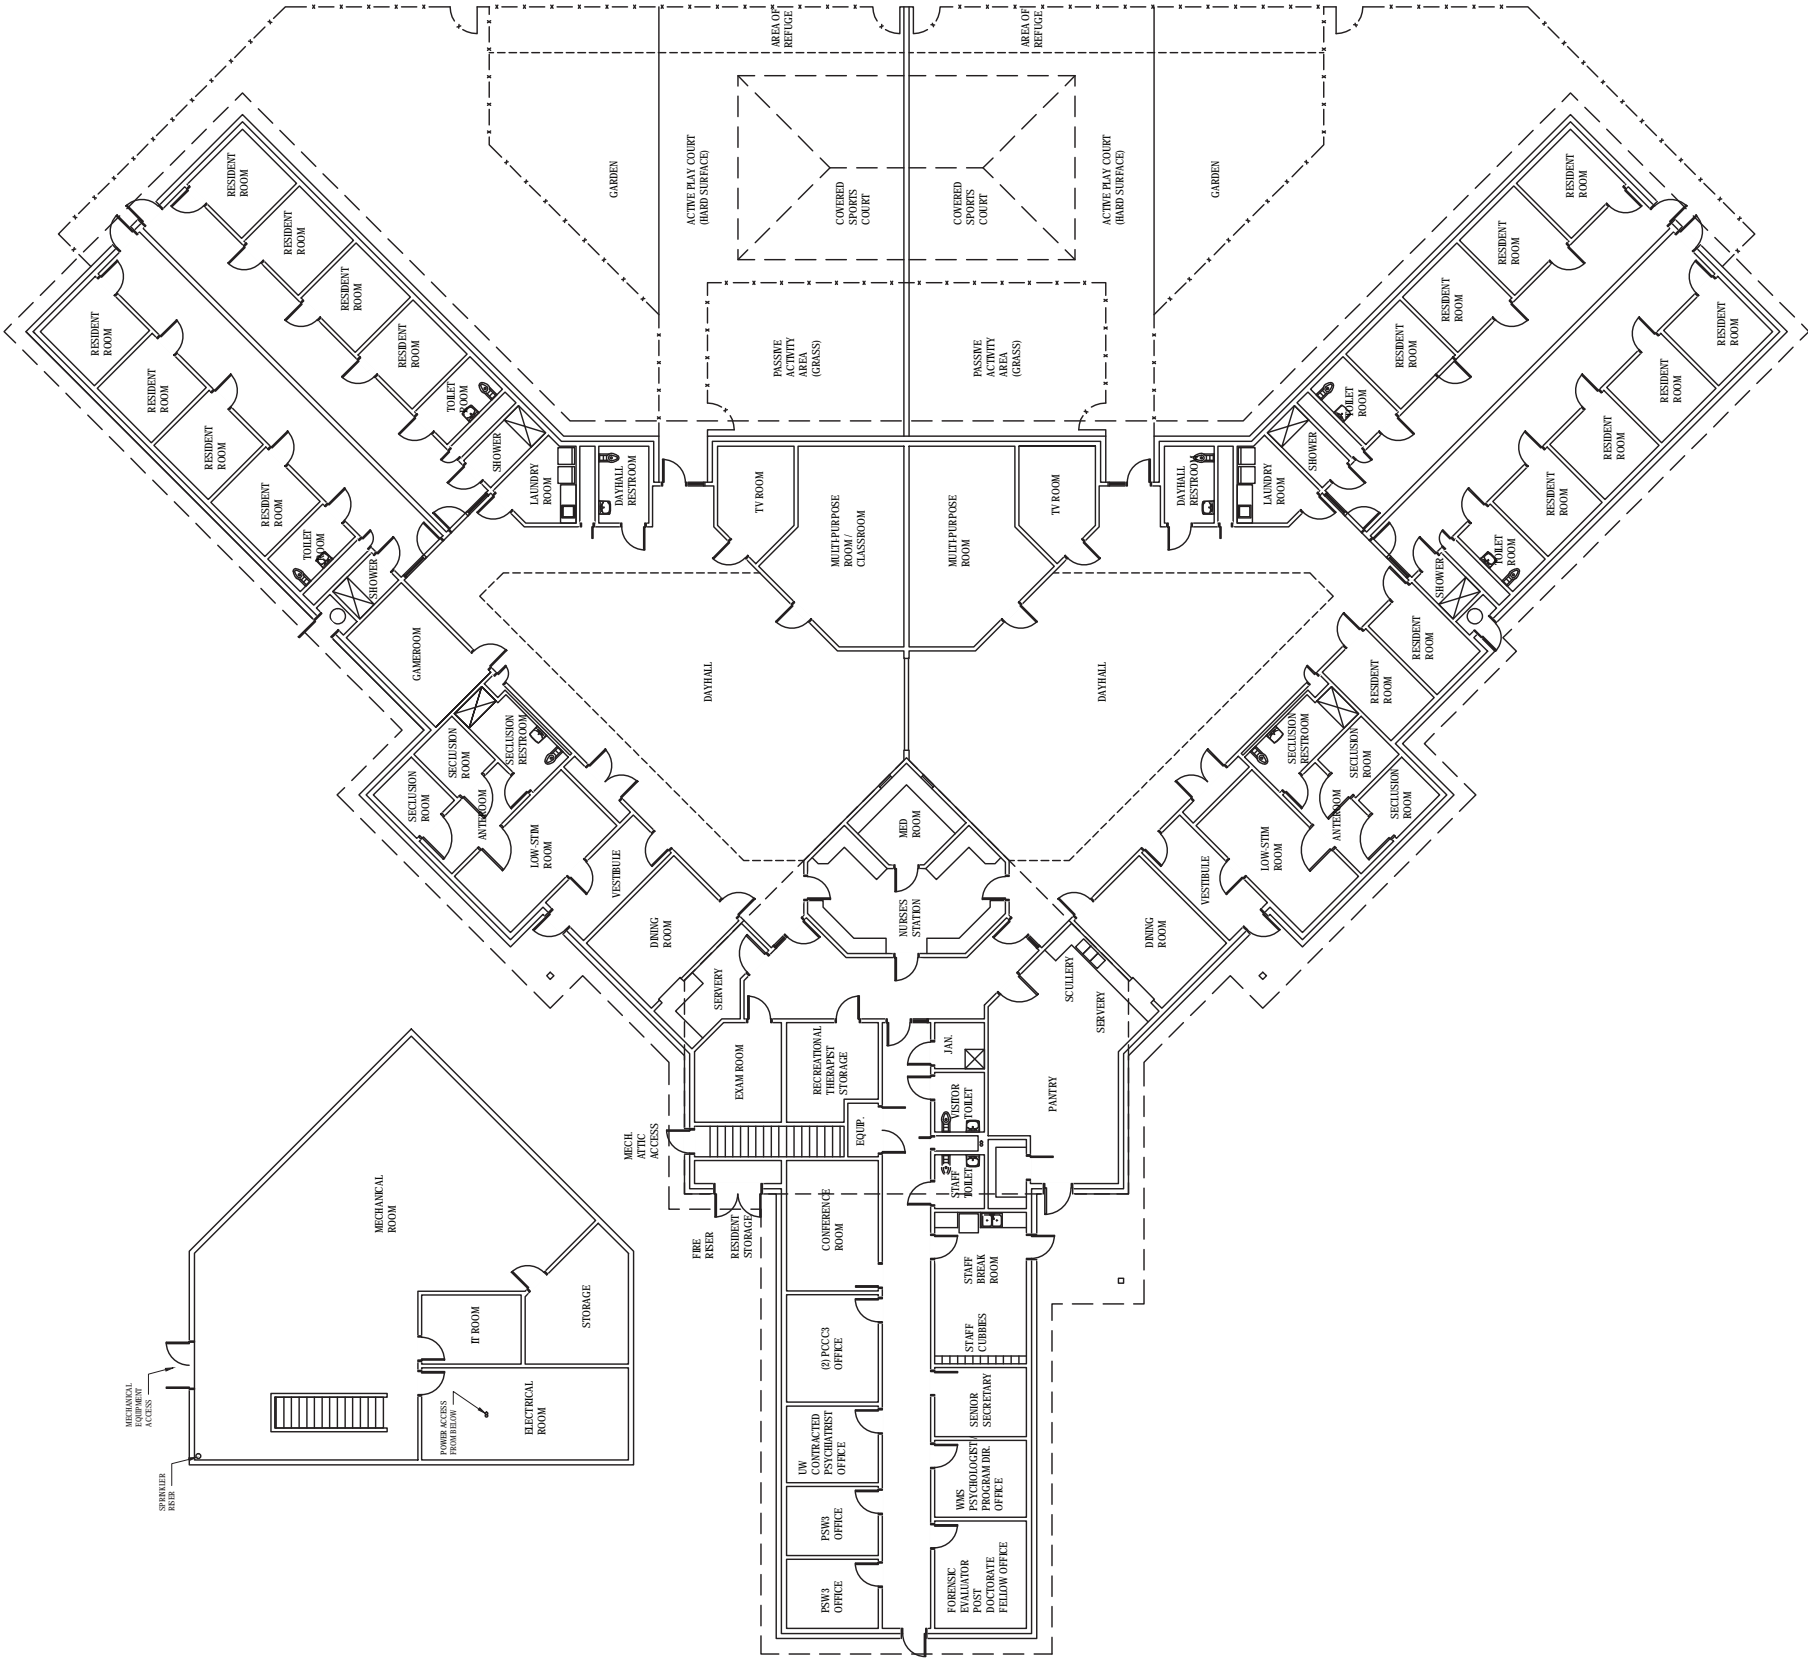 AREA OF
REFUGE
AREA OF
REFUGE
GARDEN
ACTIVE PLAY COURT
(HARD SURFACE)
COVERED
SPORTS
COURT
COVERED
SPORTS
COURT
ACTIVE PLAY COURT
(HARD SURFACE)
GARDEN
PASSIVE
ACTIVITY
AREA
(GRASS)
PASSIVE
ACTIVITY
AREA
(GRASS)
RESIDENT
ROOM
RESIDENT
ROOM
RESIDENT
ROOM
RESIDENT
ROOM
TOILET
ROOM
SHOWER
LAUNDRY
ROOM
DAYHALL
RESTROOM
RESIDENT
ROOM
RESIDENT
ROOM
RESIDENT
ROOM
RESIDENT
ROOM
TOILET
ROOM
SHOWER
GAMEROOM
TV ROOM
MULTI-PURPOSE
ROOM /
CLASSROOM
MULTI-PURPOSE
ROOM
TV ROOM
DAYHALL
RESTROOM
LAUNDRY
ROOM
SHOWER
TOILET
ROOM
RESIDENT
ROOM
RESIDENT
ROOM
RESIDENT
ROOM
RESIDENT
ROOM
RESIDENT
ROOM
RESIDENT
ROOM
RESIDENT
ROOM
RESIDENT
ROOM
TOILET
ROOM
SHOWER
RESIDENT
ROOM
RESIDENT
ROOM
DAYHALL
DAYHALL
SECLUSION
RESTROOM
SECLUSION
ROOM
SECLUSION
ROOM
ANTEROOM
LOW-STIM
ROOM
VESTIBULE
DINING
ROOM
SERVERY
MED
ROOM
NURSE'S
STATION
SECLUSION
RESTROOM
SECLUSION
ROOM
SECLUSION
ROOM
ANTEROOM
LOW-STIM
ROOM
VESTIBULE
DINING
ROOM
SCULLERY
SERVERY
PANTRY
EXAM ROOM
RECREATIONAL
THERAPIST
STORAGE
JAN.
VISITOR
TOILET
EQUIP.
STAFF
TOILET
MECH.
ATTIC
ACCESS
FIRE
RISER
RESIDENT
STORAGE
CONFERENCE
ROOM
STAFF
BREAK
ROOM
STAFF
CUBBIES
(2) PCCC3
OFFICE
SENIOR
SECRETARY
UW
CONTRACTED
PSYCHIATRIST
OFFICE
WMS
PSYCHOLOGIST/
PROGRAM DIR.
OFFICE
PSW3
OFFICE
PSW3
OFFICE
FORENSIC
EVALUATOR
POST
DOCTORATE
FELLOW OFFICE
MECHANICAL
ROOM
IT ROOM
STORAGE
ELECTRICAL
ROOM
POWER ACCESS
FROM BELOW
MECHANICAL
EQUIPMENT
ACCESS
SPRINKLER
RISER